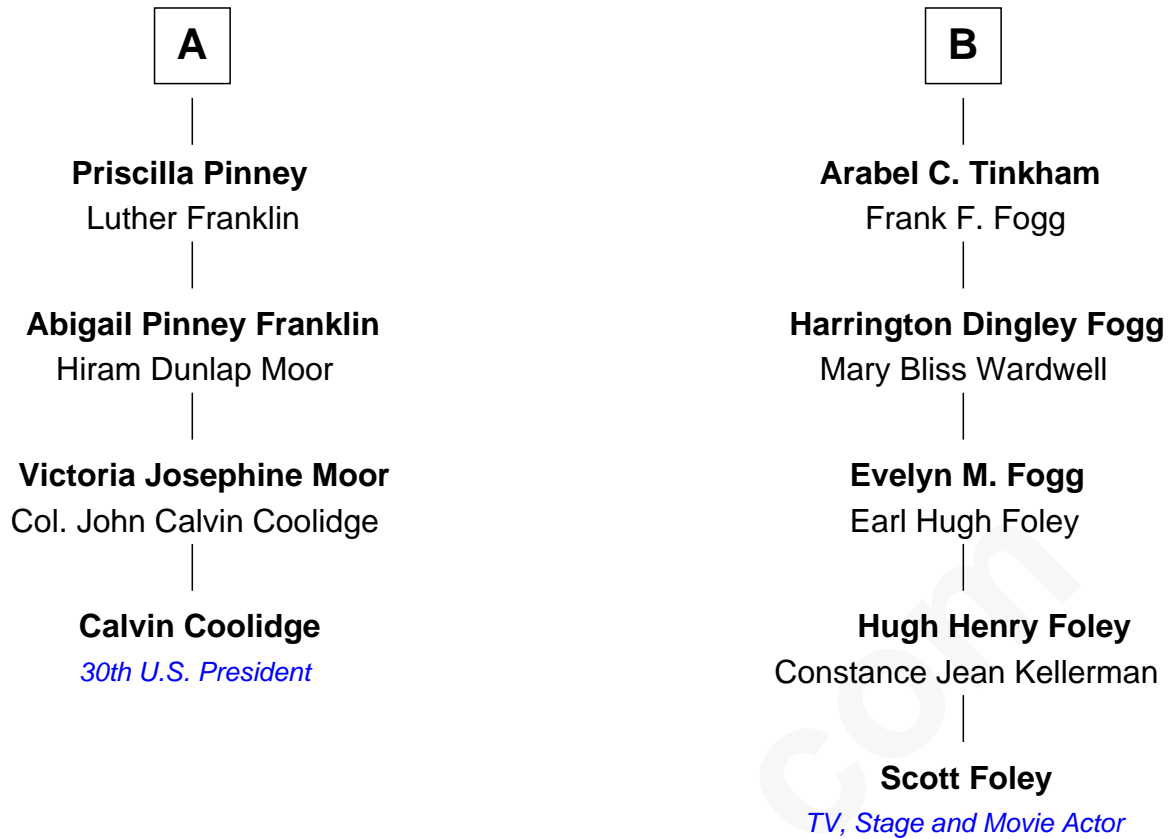 A
Priscilla Pinney
Luther Franklin
Abigail Pinney Franklin
Hiram Dunlap Moor
Victoria Josephine Moor
Col. John Calvin Coolidge
Calvin Coolidge
30th U.S. President
B
Arabel C. Tinkham
Frank F. Fogg
Harrington Dingley Fogg
Mary Bliss Wardwell
Evelyn M. Fogg
Earl Hugh Foley
Hugh Henry Foley
Constance Jean Kellerman
Scott Foley
TV, Stage and Movie Actor
com